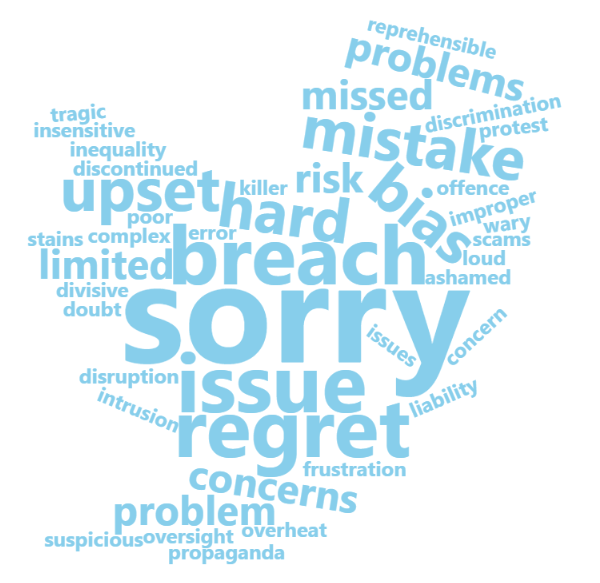 reprehensible
problems
missed
discrimination
protest
mistake
tragic
insensitive
inequality
discontinued
upset
killer
risk
bias
offence
improper
wary
scams
loud
ashamed
hard
poor
stains
complex
error
breach
limited
divisive
doubt
sorry
issues
concern
disruption
issue
liability
intrusion
regret
frustration
concerns
problem
overheat
suspicious
oversight
propaganda